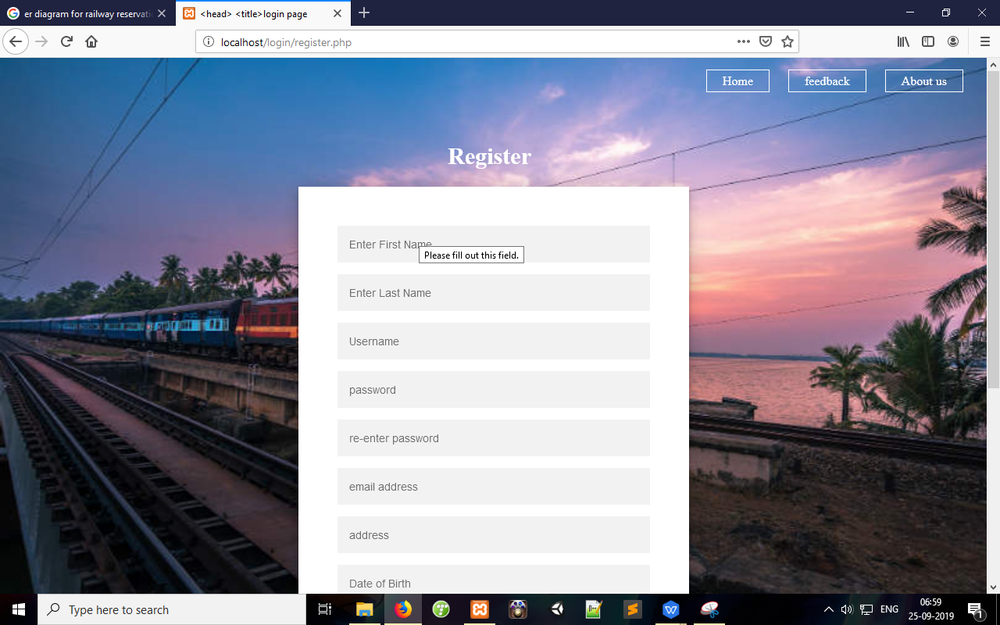 er diagram for railway reservati
<head> <title>login page
localhost/login/register.php
Home
feedback
About us
Register
Enter First Name
Please fill out this field.
Enter Last Name
Username
password
re-enter password
email address
address
Date of Birth
Type here to search
ENG
06:59
25-09-2019
1